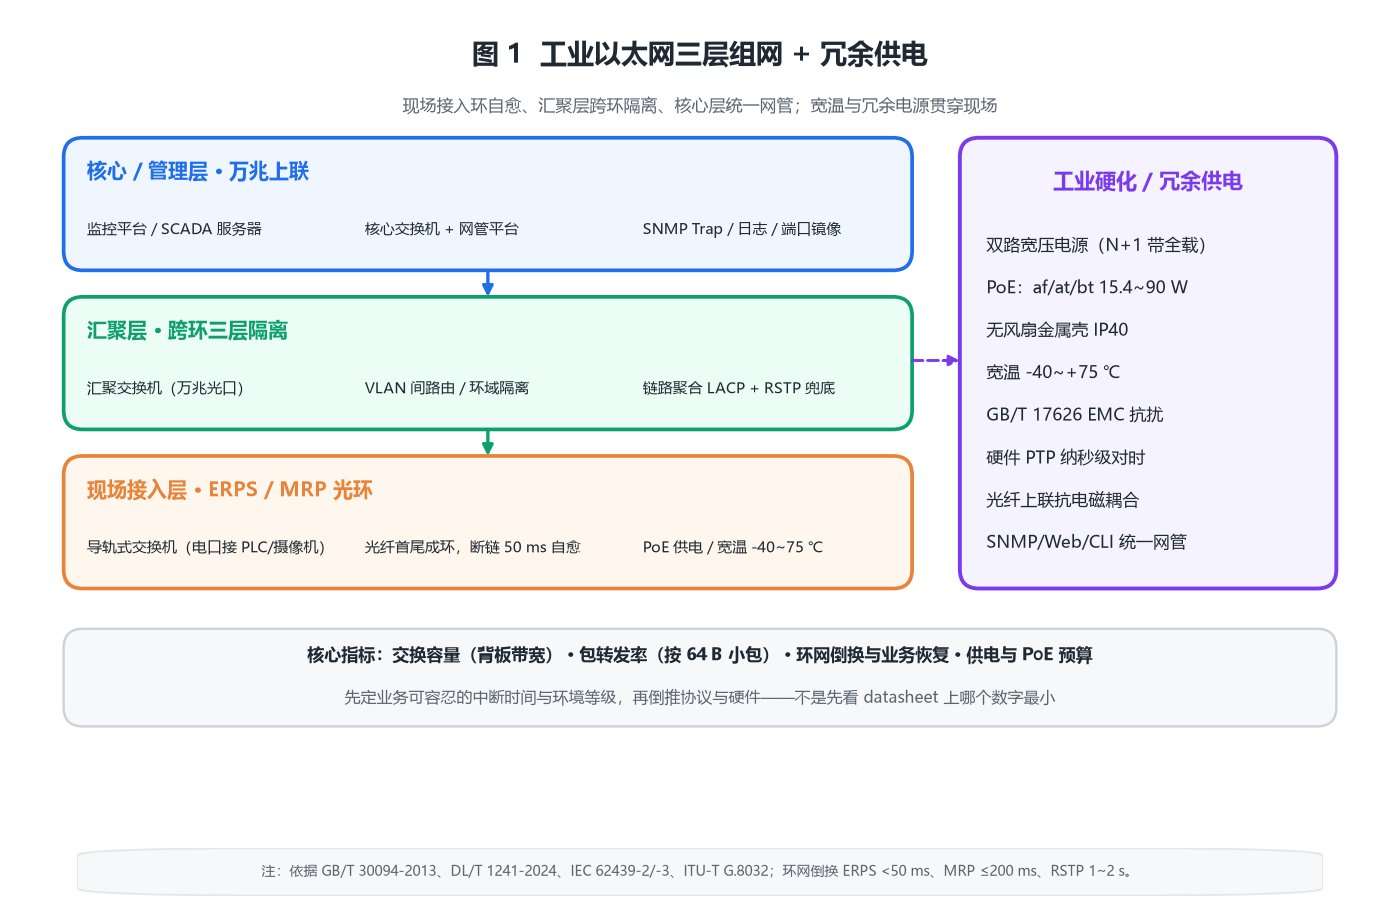 图 1 工业以太网三层组网 + 冗余供电
现场接入环自愈、汇聚层跨环隔离、核心层统一网管；宽温与冗余电源贯穿现场
核心 / 管理层 • 万兆上联
监控平台 / SCADA 服务器
核心交换机 + 网管平台
SNMP Trap / 日志 / 端口镜像
汇聚层 • 跨环三层隔离
汇聚交换机（万兆光口）
VLAN 间路由 / 环域隔离
链路聚合 LACP + RSTP 兜底
现场接入层 • ERPS / MRP 光环
导轨式交换机（电口接 PLC/摄像机）
光纤首尾成环，断链 50 ms 自愈
PoE 供电 / 宽温 -40~75 ℃
工业硬化 / 冗余供电
双路宽压电源（N+1 带全载）
PoE：af/at/bt 15.4~90 W
无风扇金属壳 IP40
宽温 -40~+75 ℃
GB/T 17626 EMC 抗扰
硬件 PTP 纳秒级对时
光纤上联抗电磁耦合
SNMP/Web/CLI 统一网管
核心指标：交换容量（背板带宽）• 包转发率（按 64 B 小包）• 环网倒换与业务恢复 • 供电与 PoE 预算
先定业务可容忍的中断时间与环境等级，再倒推协议与硬件——不是先看 datasheet 上哪个数字最小
注：依据 GB/T 30094-2013、DL/T 1241-2024、IEC 62439-2/-3、ITU-T G.8032；环网倒换 ERPS <50 ms、MRP ≤200 ms、RSTP 1~2 s。